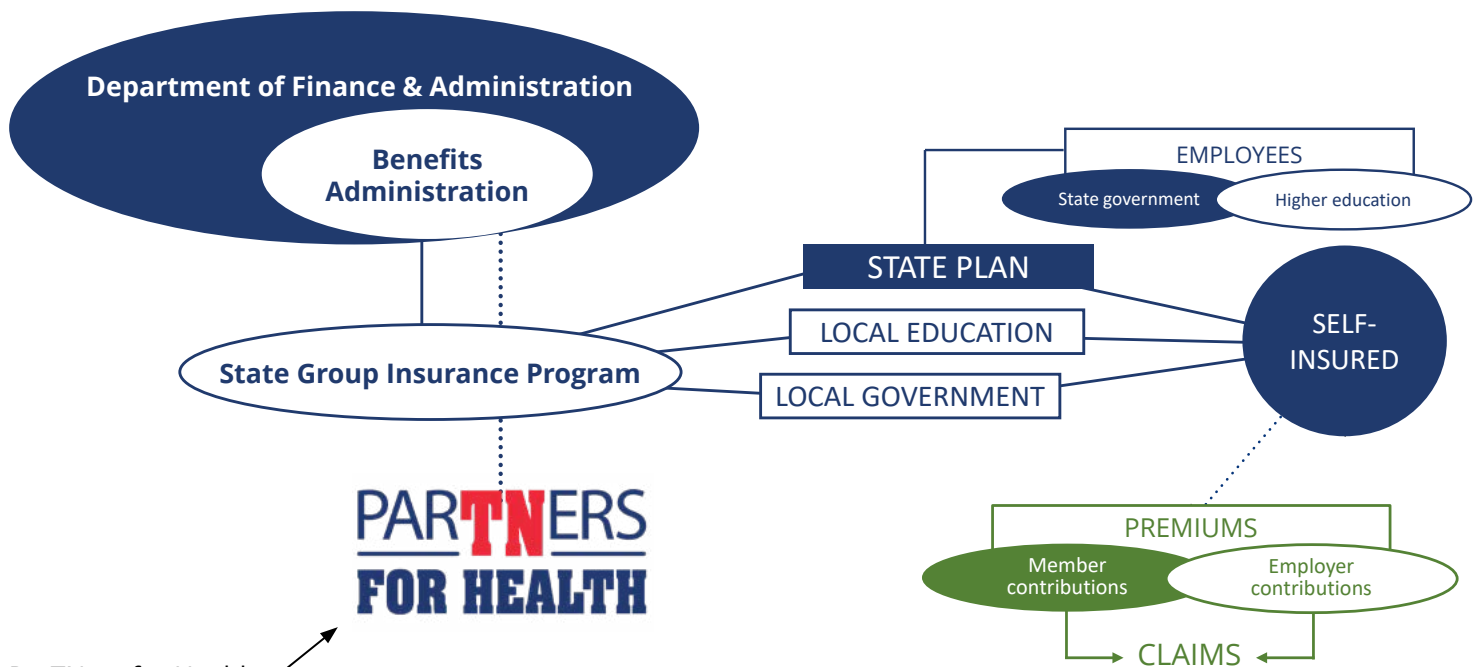 Department of Finance & Administration
Benefits
Administration
EMPLOYEES
State government
Higher education
STATE PLAN
LOCAL EDUCATION
LOCAL GOVERNMENT
SELF-
INSURED
State Group Insurance Program
PARTNERS
FOR HEALTH
PREMIUMS
Member
contributions
Employer
contributions
CLAIMS